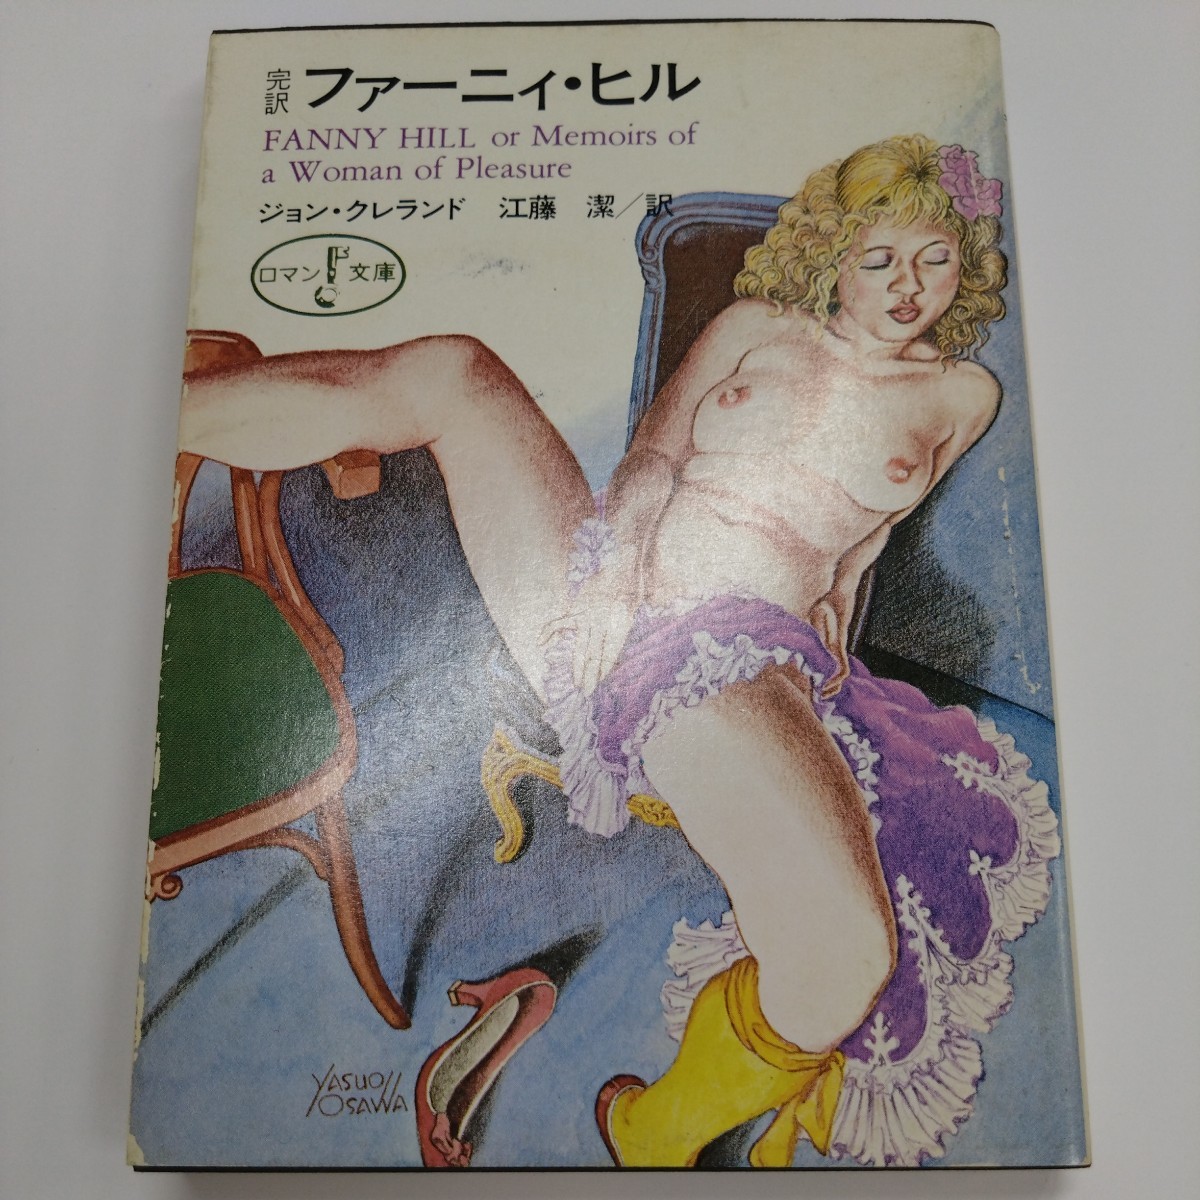 完訳 ファーニィ・ヒル
FANNY HILL or Memoirs of
a Woman of Pleasure
ジョン・クレランド 江藤 潔／訳
ロマン文庫
YASUO
OSAWA